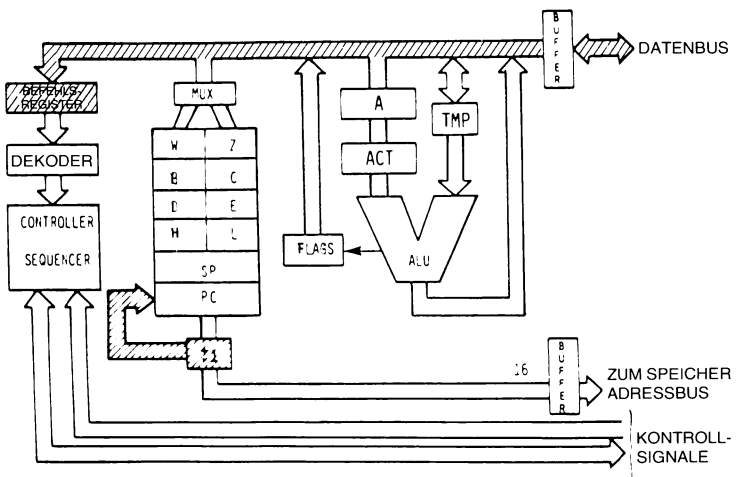 BUFFER
DATENBUS
BEFEHLS-
REGISTER
MUX
A
TMP
DEKODER
W Z
ACT
B C
D E
CONTROLLER
SEQUENCER
H L
FLAGS
ALU
SP
PC
±1
16
BUFFER
ZUM SPEICHER
ADRESSBUS
KONTROLL-
SIGNALE